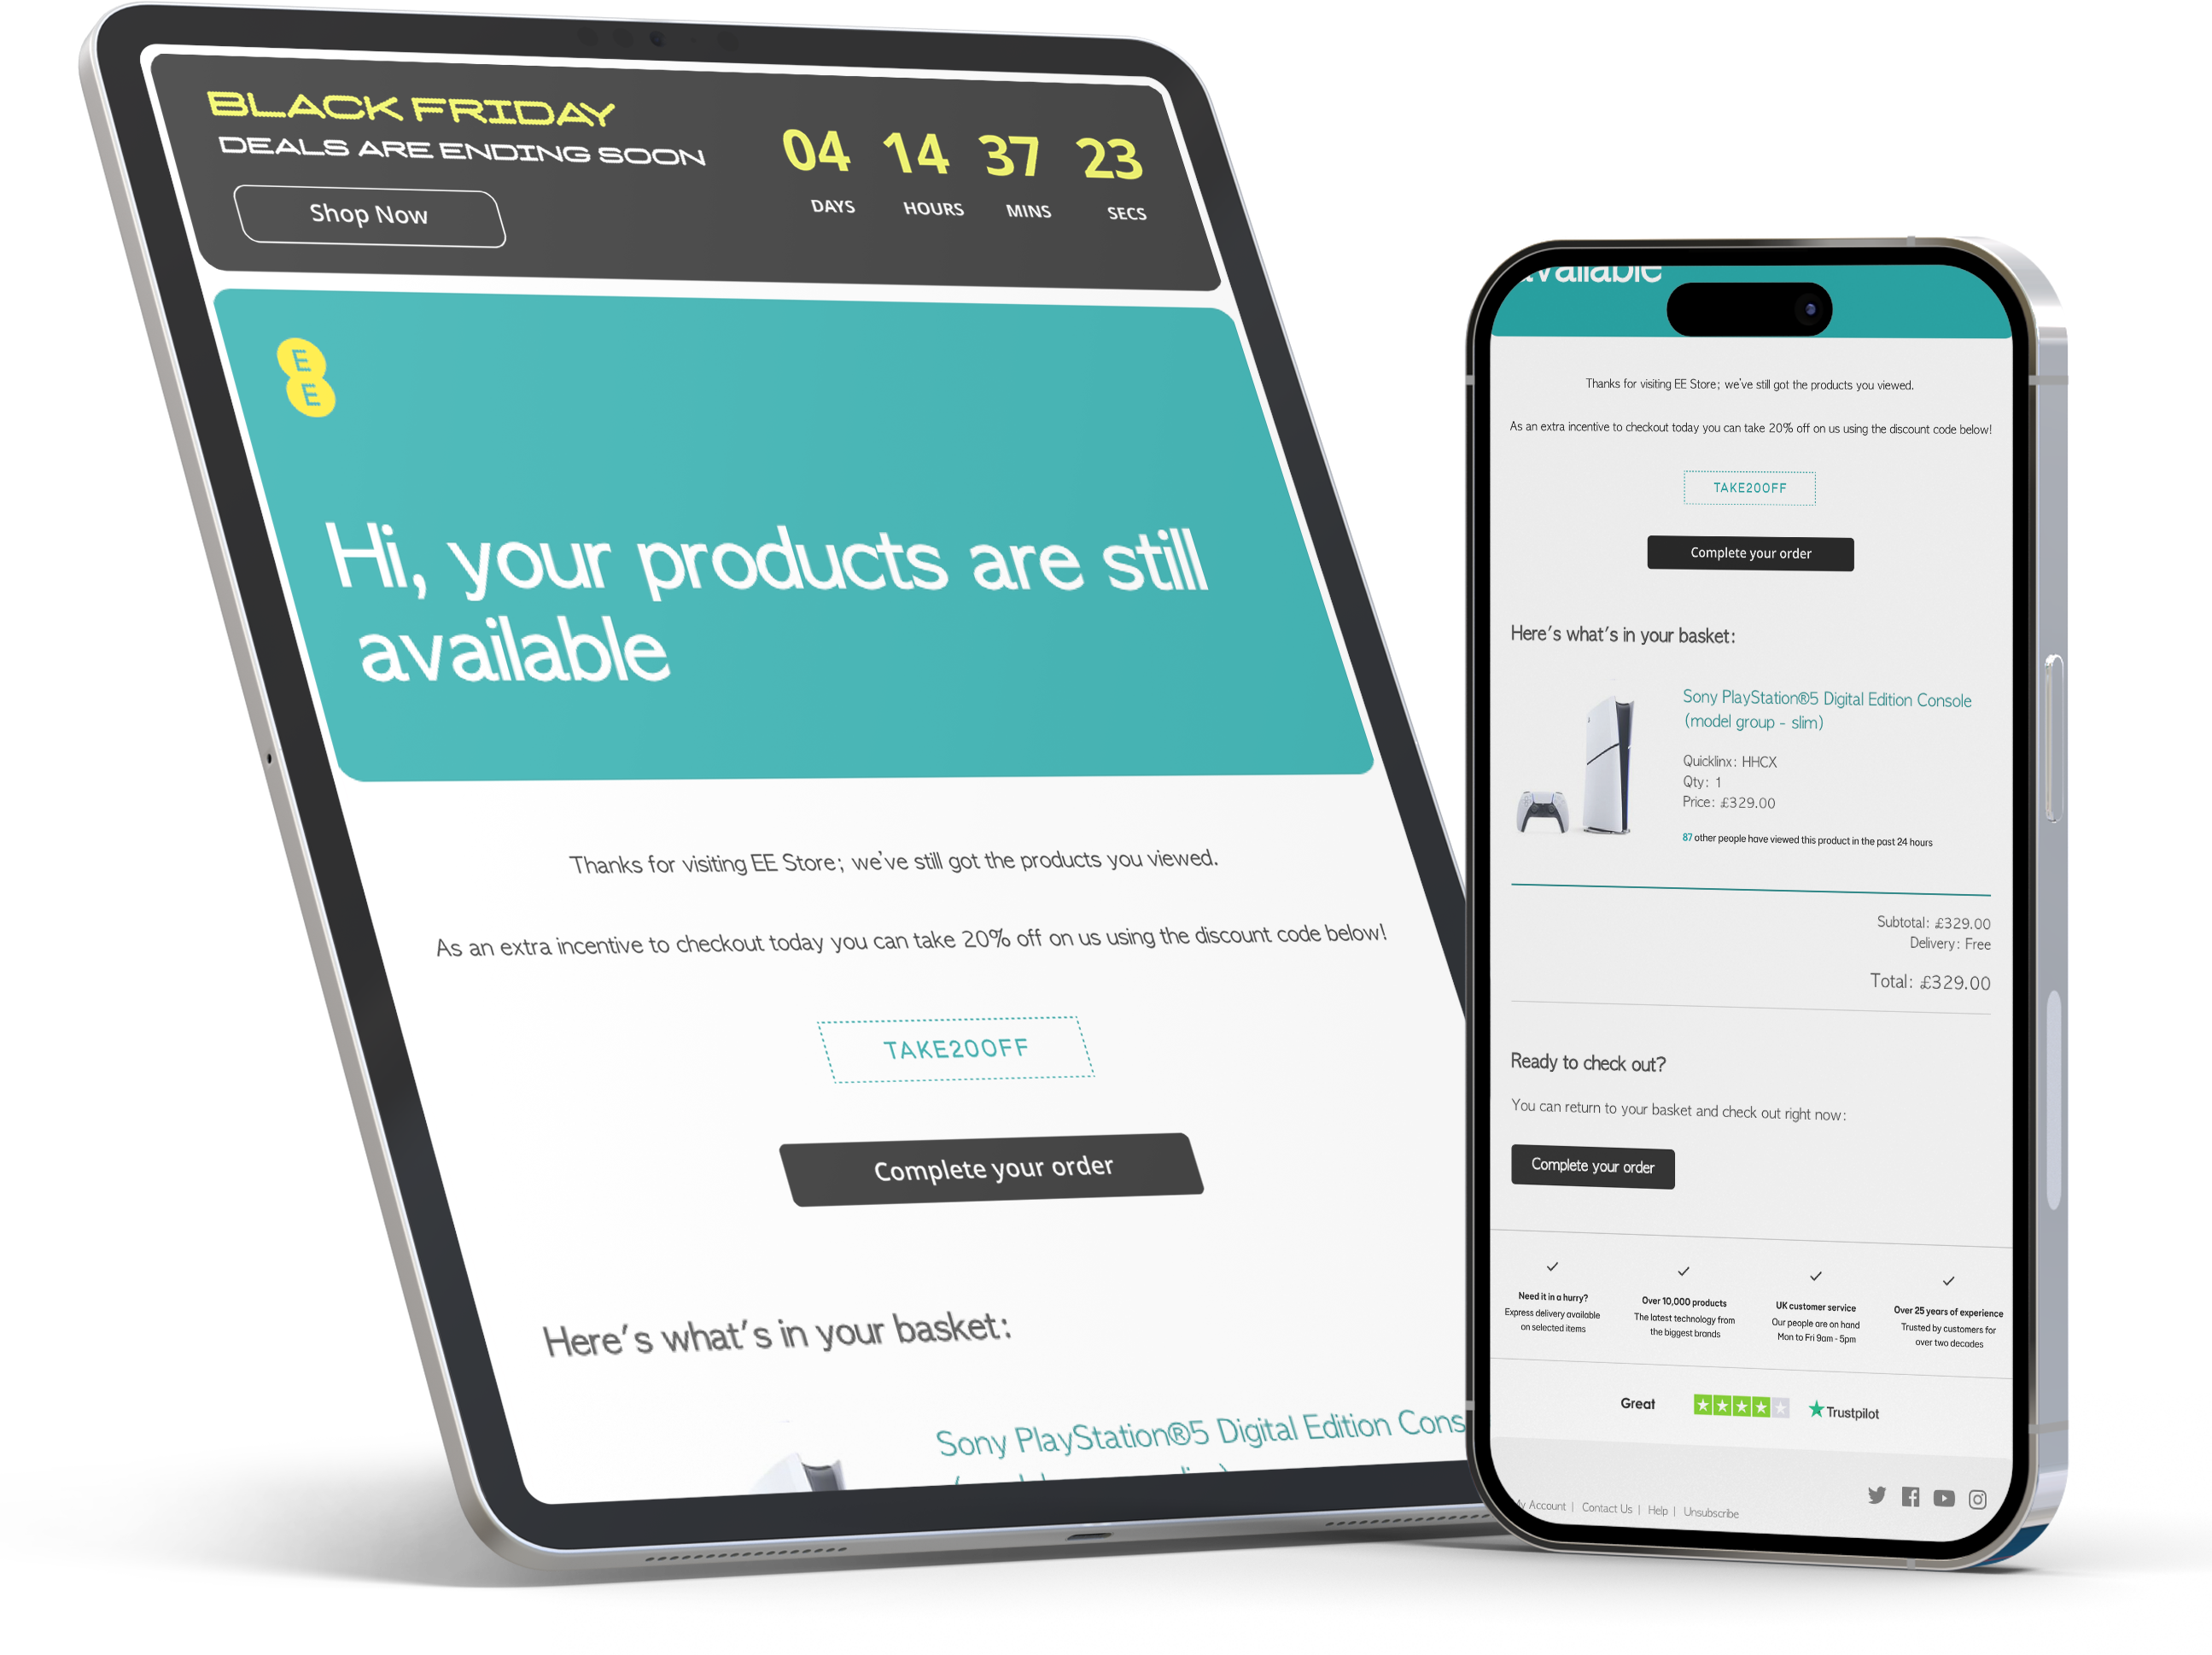 BLACK FRIDAY
DEALS ARE ENDING SOON
Shop Now
04 14 37 23
DAYS HOURS MINS SECS
E
E
Hi, your products are still
available
Thanks for visiting EE Store; we've still got the products you viewed.
As an extra incentive to checkout today you can take 20% off on us using the discount code below!
TAKE20OFF
Complete your order
Here's what's in your basket:
Sony PlayStation®5 Digital Edition Cons
available
Thanks for visiting EE Store; we've still got the products you viewed.
As an extra incentive to checkout today you can take 20% off on us using the discount code below!
TAKE20OFF
Complete your order
Here's what's in your basket:
Sony PlayStation®5 Digital Edition Console
(model group - slim)
Quicklinx: HHCX
Qty: 1
Price: £329.00
87 other people have viewed this product in the past 24 hours
Subtotal: £329.00
Delivery: Free
Total: £329.00
Ready to check out?
You can return to your basket and check out right now:
Complete your order
Need it in a hurry?
Express delivery available
on selected items
Over 10,000 products
The latest technology from
the biggest brands
UK customer service
Our people are on hand
Mon to Fri 9am - 5pm
Over 25 years of experience
Trusted by customers for
over two decades
Great
Trustpilot
My Account | Contact Us | Help | Unsubscribe